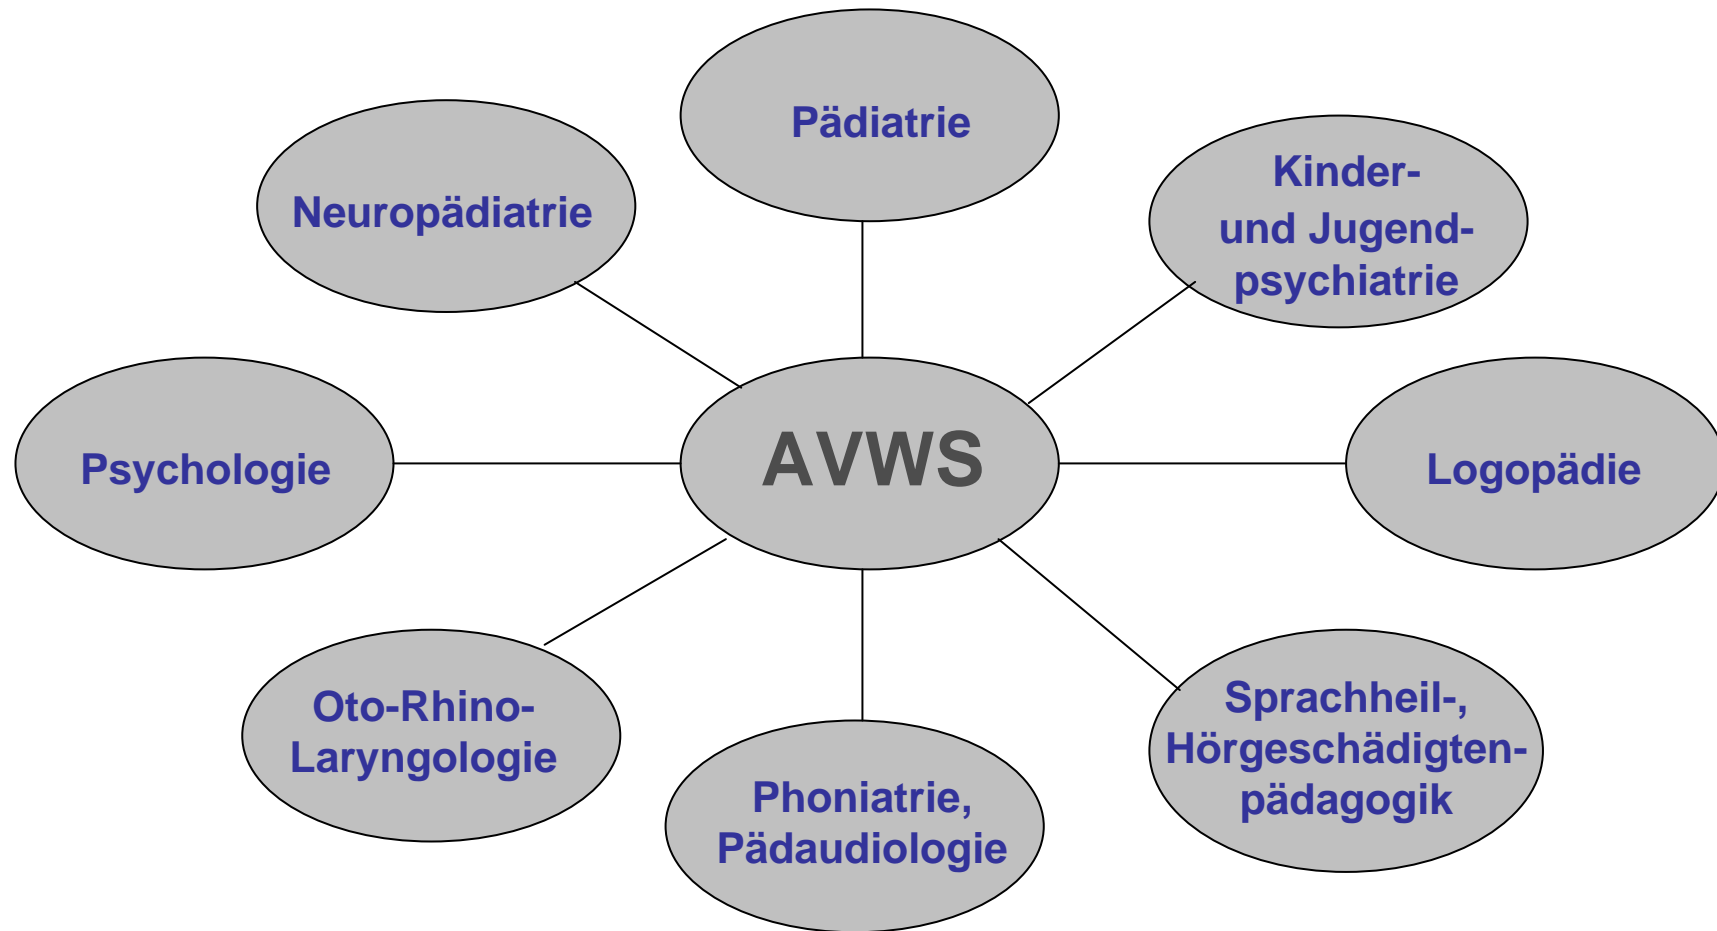 Pädiatrie
Neuropädiatrie
Kinder-
und Jugend-
psychiatrie
Psychologie
AVWS
Logopädie
Oto-Rhino-
Laryngologie
Phoniatrie,
Pädaudiologie
Sprachheil-,
Hörgeschädigten-
pädagogik